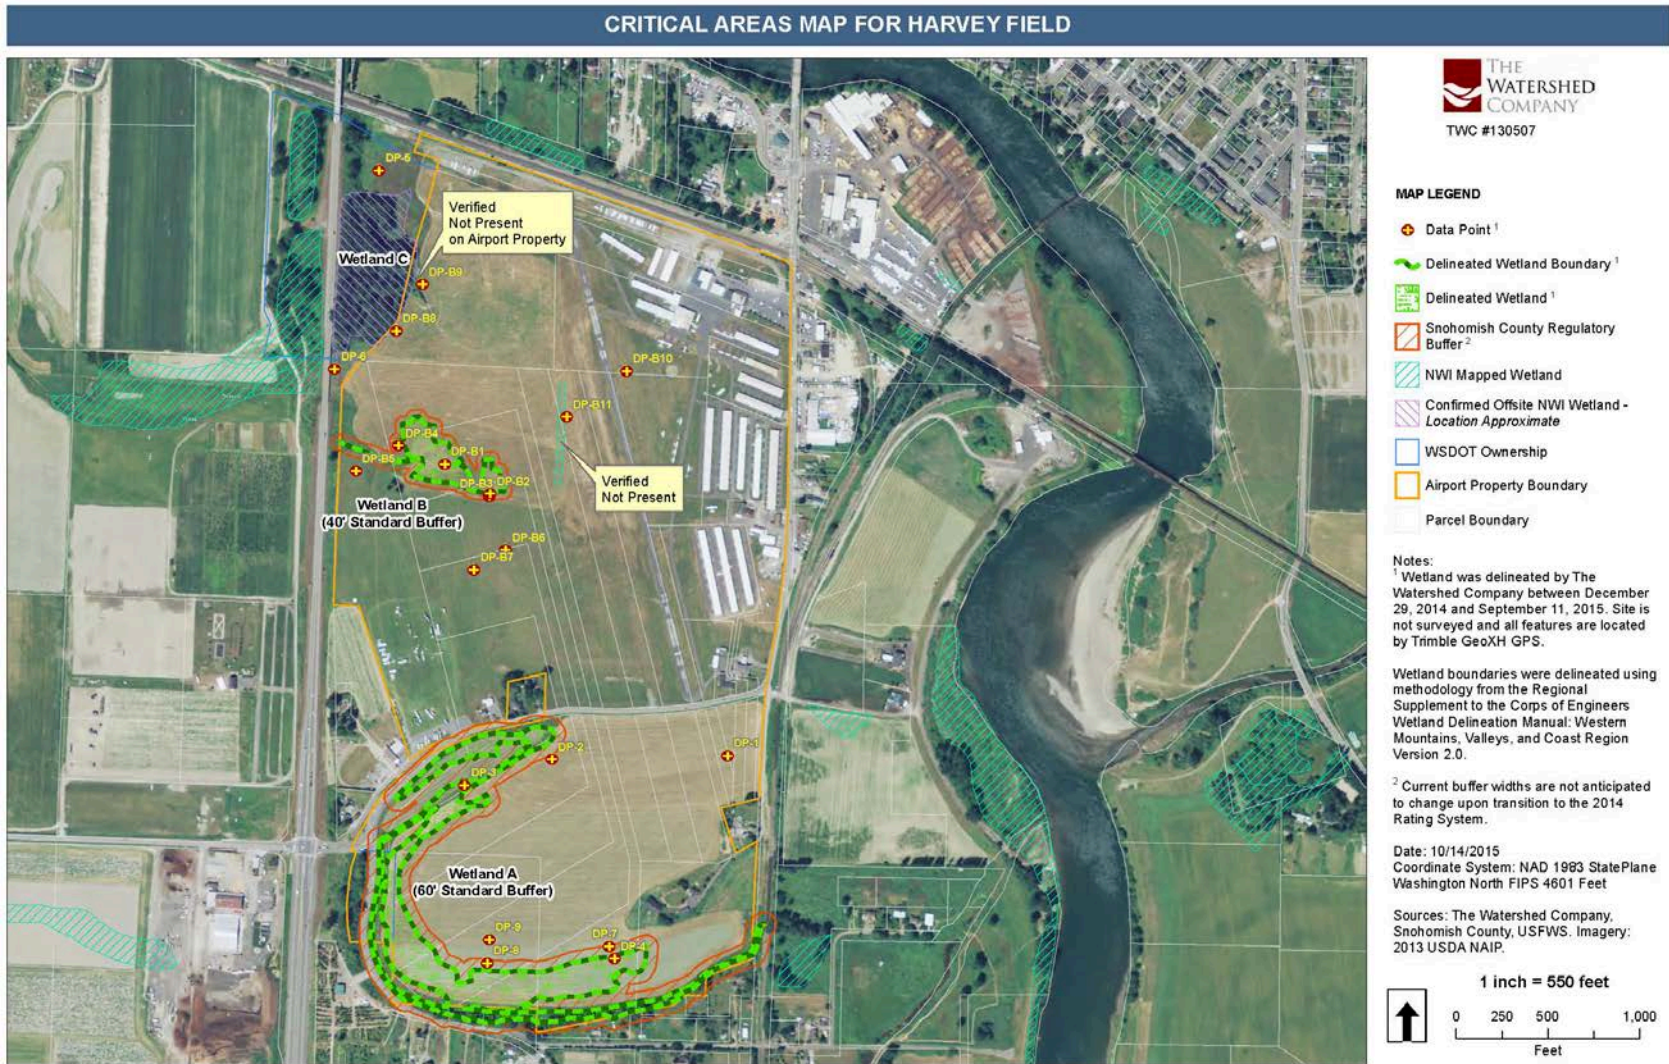 CRITICAL AREAS MAP FOR HARVEY FIELD
THE
WATERSHED
COMPANY
TWC #130507
MAP LEGEND
Data Point 1
Delineated Wetland Boundary 1
Delineated Wetland 1
Snohomish County Regulatory
Buffer 2
NWI Mapped Wetland
Confirmed Offsite NWI Wetland -
Location Approximate
WSDOT Ownership
Airport Property Boundary
Parcel Boundary
Notes:
1 Wetland was delineated by The
Watershed Company between December
29, 2014 and September 11, 2015. Site is
not surveyed and all features are located
by Trimble GeoXH GPS.
Wetland boundaries were delineated using
methodology from the Regional
Supplement to the Corps of Engineers
Wetland Delineation Manual: Western
Mountains, Valleys, and Coast Region
Version 2.0.
2 Current buffer widths are not anticipated
to change upon transition to the 2014
Rating System.
Date: 10/14/2015
Coordinate System: NAD 1983 StatePlane
Washington North FIPS 4601 Feet
Sources: The Watershed Company,
Snohomish County, USFWS. Imagery:
2013 USDA NAIP.
1 inch = 550 feet
0 250 500 1,000
Feet
DP-5
Verified
Not Present
on Airport Property
Wetland C
DP-B9
DP-B8
DP-6
DP-B10
DP-B11
DP-B4
DP-B1
DP-B5
DP-B3
DP-B2
Verified
Not Present
Wetland B
(40' Standard Buffer)
DP-B6
DP-B7
DP-1
DP-2
DP-3
Wetland A
(60' Standard Buffer)
DP-9
DP-7
DP-8
DP-4